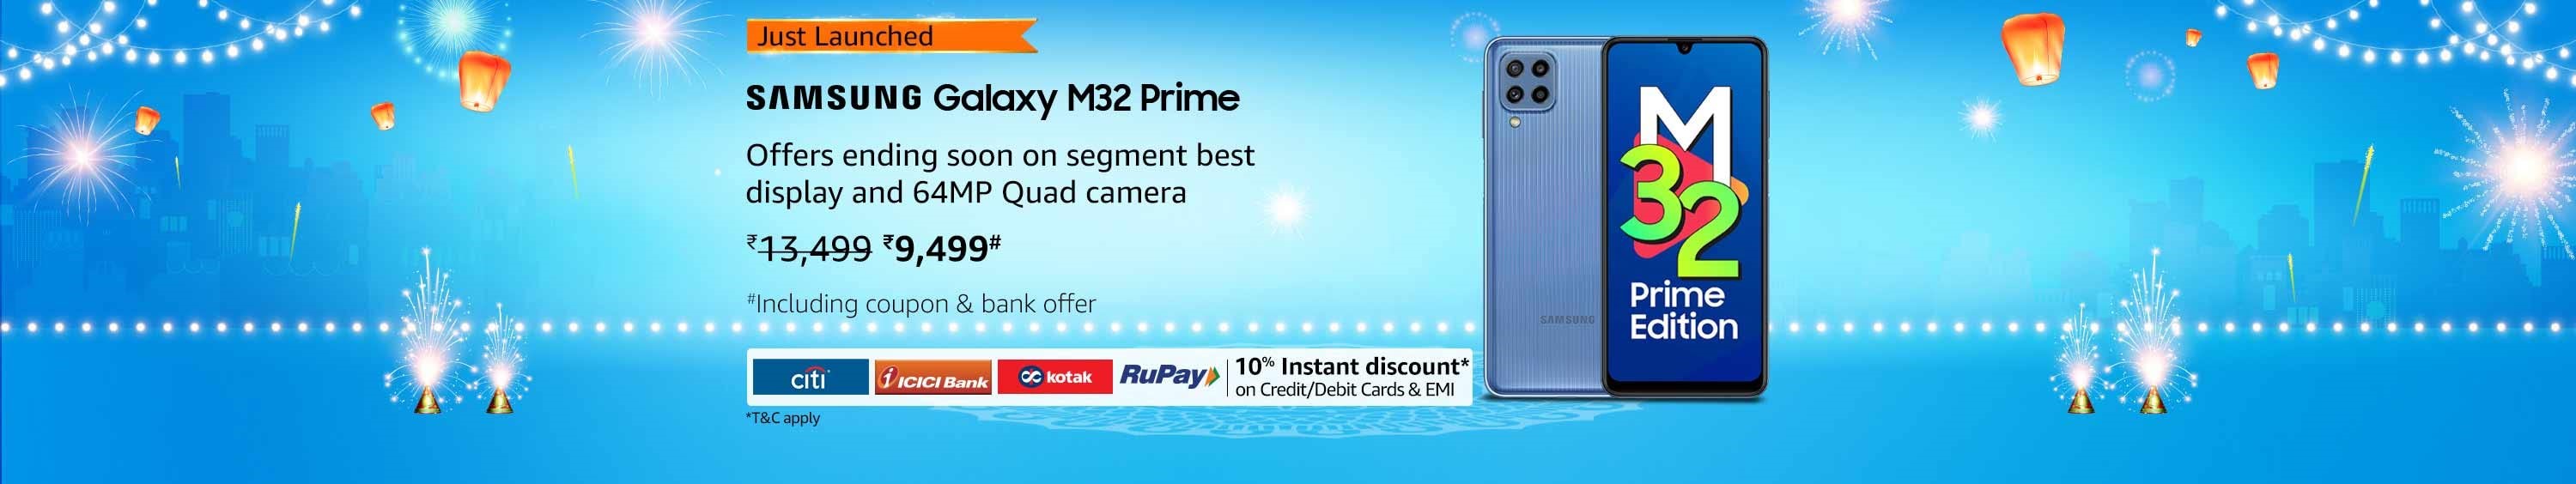 Just Launched
SAMSUNG Galaxy M32 Prime
Offers ending soon on segment best
display and 64MP Quad camera
₹13,499 ₹9,499#
#Including coupon & bank offer
citi
ICICI Bank
kotak
RuPay
10% Instant discount*
on Credit/Debit Cards & EMI
*T&C apply
SAMSUNG
M
32
Prime
Edition